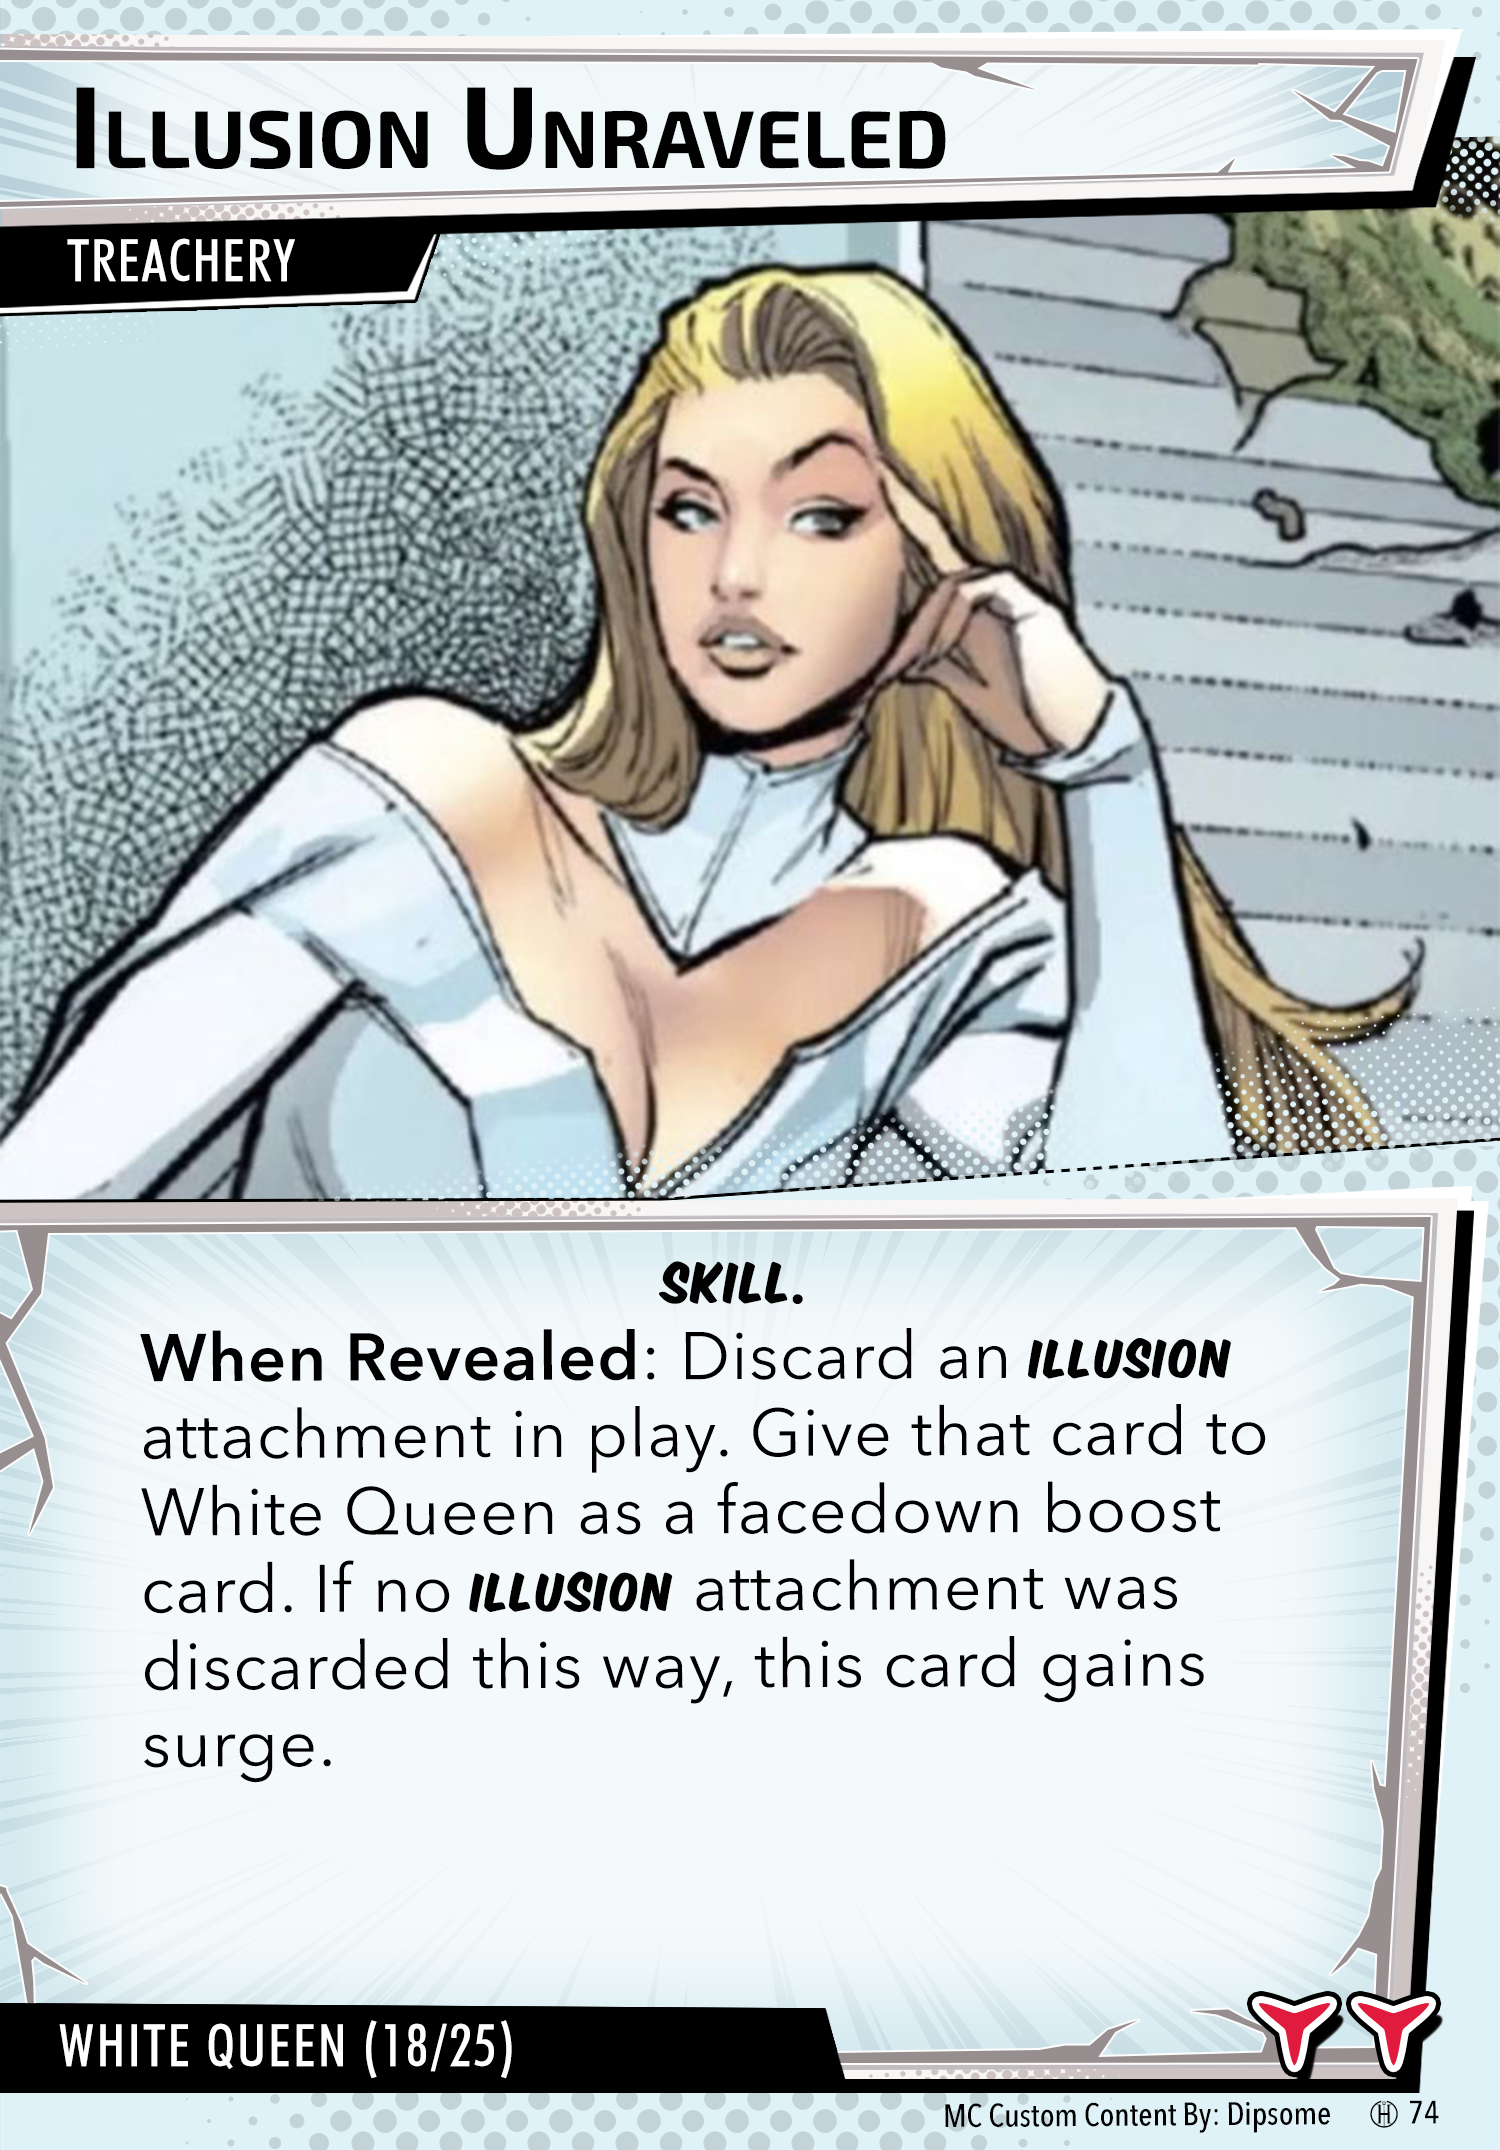 Illusion Unraveled
TREACHERY
SKILL.
When Revealed: Discard an ILLUSION
attachment in play. Give that card to
White Queen as a facedown boost
card. If no ILLUSION attachment was
discarded this way, this card gains
surge.
WHITE QUEEN (18/25)
MC Custom Content By: Dipsome
H 74